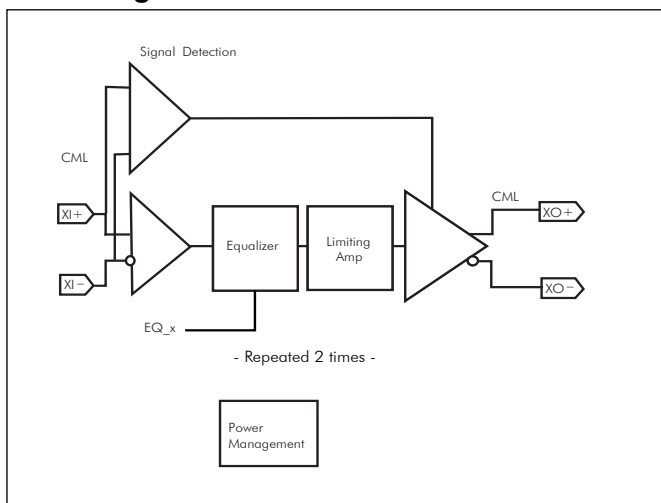 Signal Detection
CML
CML
XI+
XO+
Equalizer
Limiting
Amp
XI-
XO-
EQ_x
- Repeated 2 times -
Power
Management